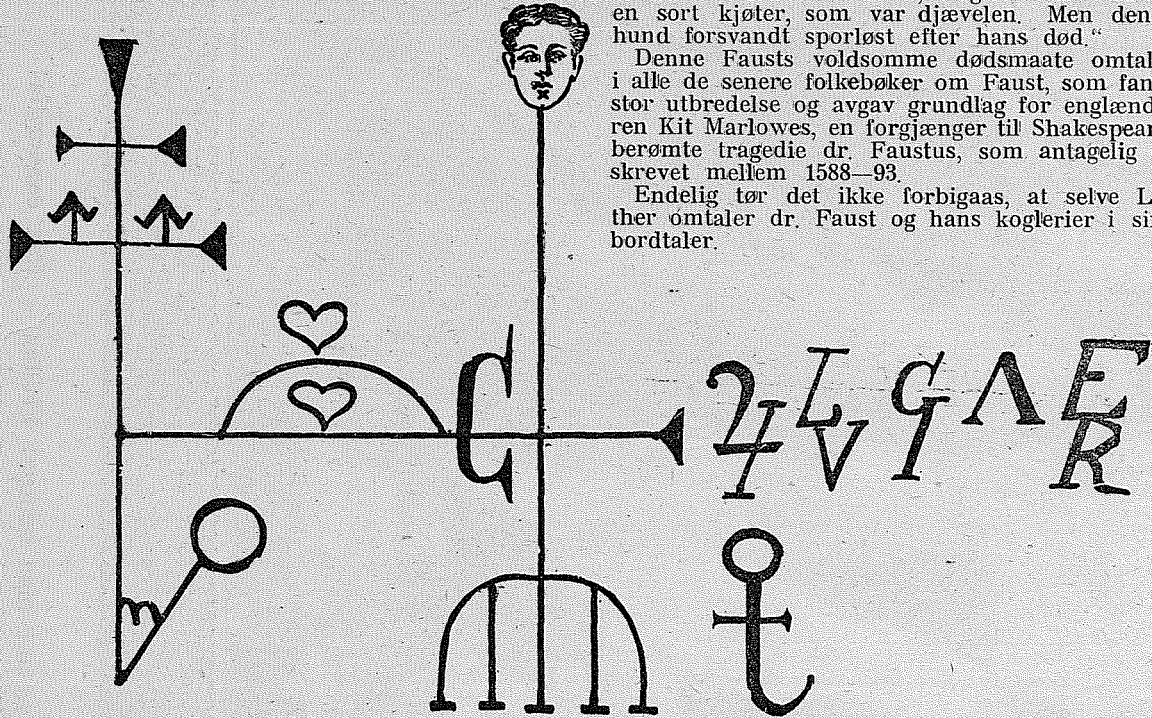 en sort kjøter, som var djævelen. Men den
hund forsvandt sporløst efter hans død.“
Denne Fausts voldsomme dødsmaate omtal
i alle de senere folkebøker om Faust, som fan
stor utbredelse og avgav grundlag for englænd
ren Kit Marlowes, en forgjænger til Shakespear
berømte tragedie dr. Faustus, som antagelig
skrevet mellem 1588—93.
Endelig tør det ikke forbigaas, at selve L
ther omtaler dr. Faust og hans koglerier i si
bordtaler.
C
L G Λ E
I V I R